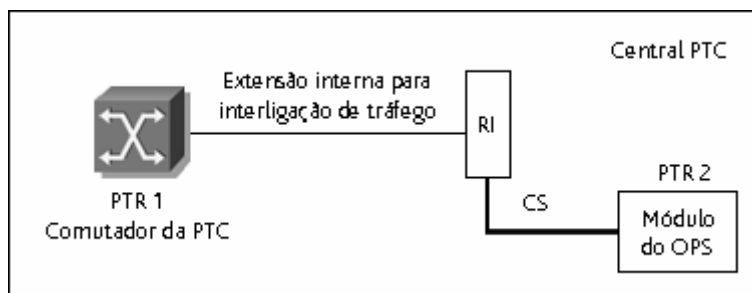 Central PTC
Extensão interna para
interligação de tráfego
RI
PTR 1
Comutador da PTC
CS
PTR 2
Módulo
do OPS